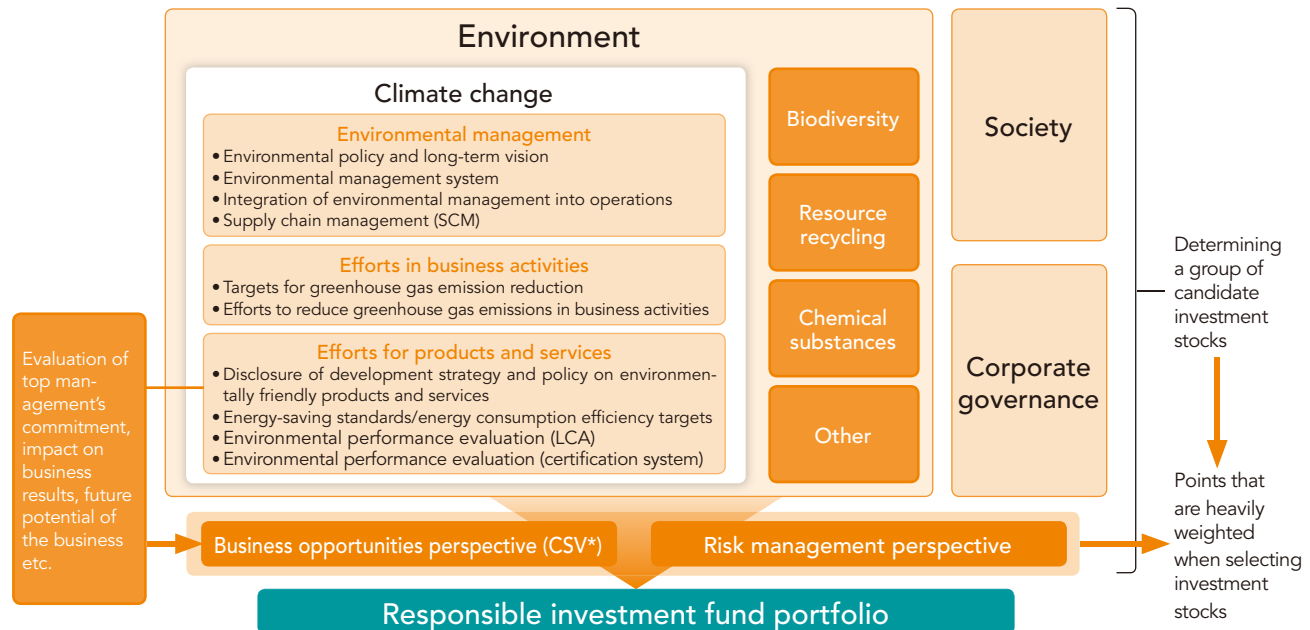 Environment
Climate change
Environmental management
• Environmental policy and long-term vision
• Environmental management system
• Integration of environmental management into operations
• Supply chain management (SCM)
Efforts in business activities
• Targets for greenhouse gas emission reduction
• Efforts to reduce greenhouse gas emissions in business activities
Efforts for products and services
• Disclosure of development strategy and policy on environmen-
tally friendly products and services
• Energy-saving standards/energy consumption efficiency targets
• Environmental performance evaluation (LCA)
• Environmental performance evaluation (certification system)
Biodiversity
Resource
recycling
Chemical
substances
Other
Society
Corporate
governance
Evaluation of
top man-
agement's
commitment,
impact on
business
results, future
potential of
the business
etc.
Business opportunities perspective (CSV*)
Risk management perspective
Determining
a group of
candidate
investment
stocks
Points that
are heavily
weighted
when selecting
investment
stocks
Responsible investment fund portfolio